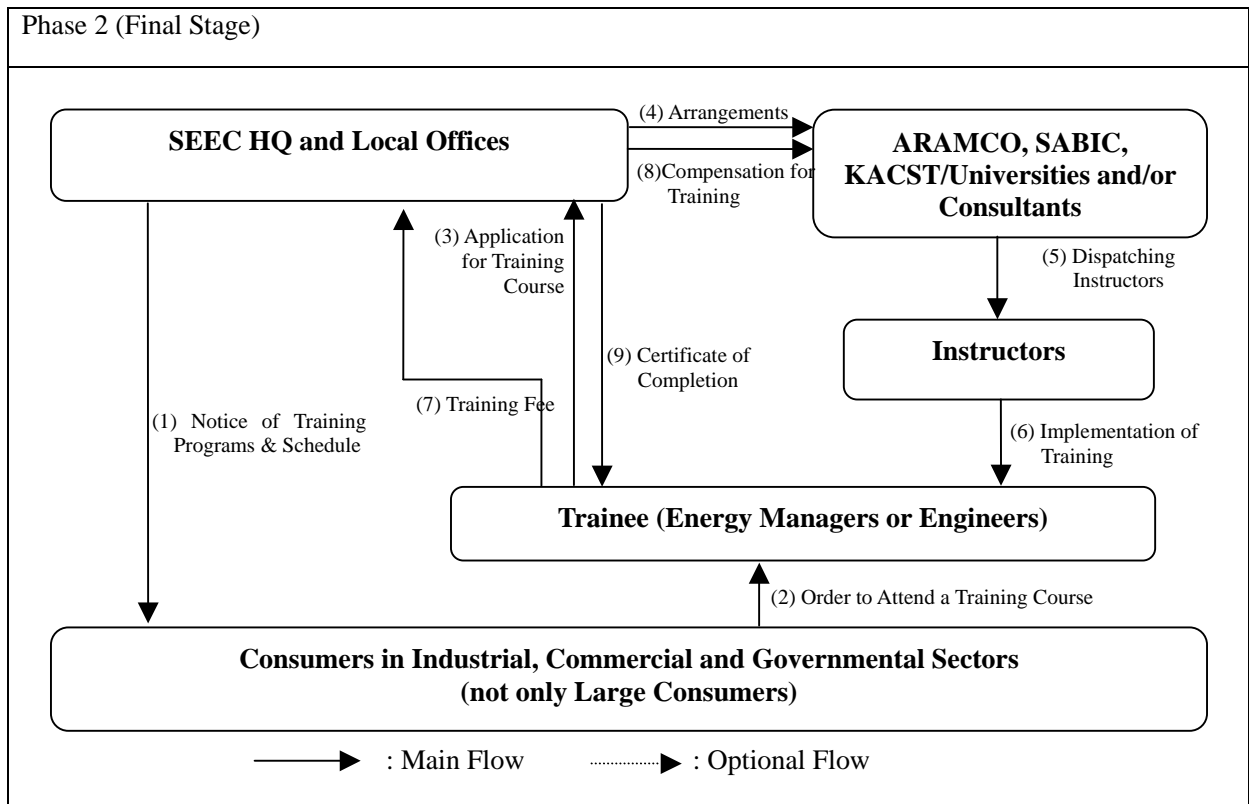 Phase 2 (Final Stage)
SEEC HQ and Local Offices
(4) Arrangements
(8)Compensation for
Training
ARAMCO, SABIC,
KACST/Universities and/or
Consultants
(3) Application
for Training
Course
(5) Dispatching
Instructors
Instructors
(9) Certificate of
Completion
(7) Training Fee
(1) Notice of Training
Programs & Schedule
(6) Implementation of
Training
Trainee (Energy Managers or Engineers)
(2) Order to Attend a Training Course
Consumers in Industrial, Commercial and Governmental Sectors
(not only Large Consumers)
: Main Flow
: Optional Flow